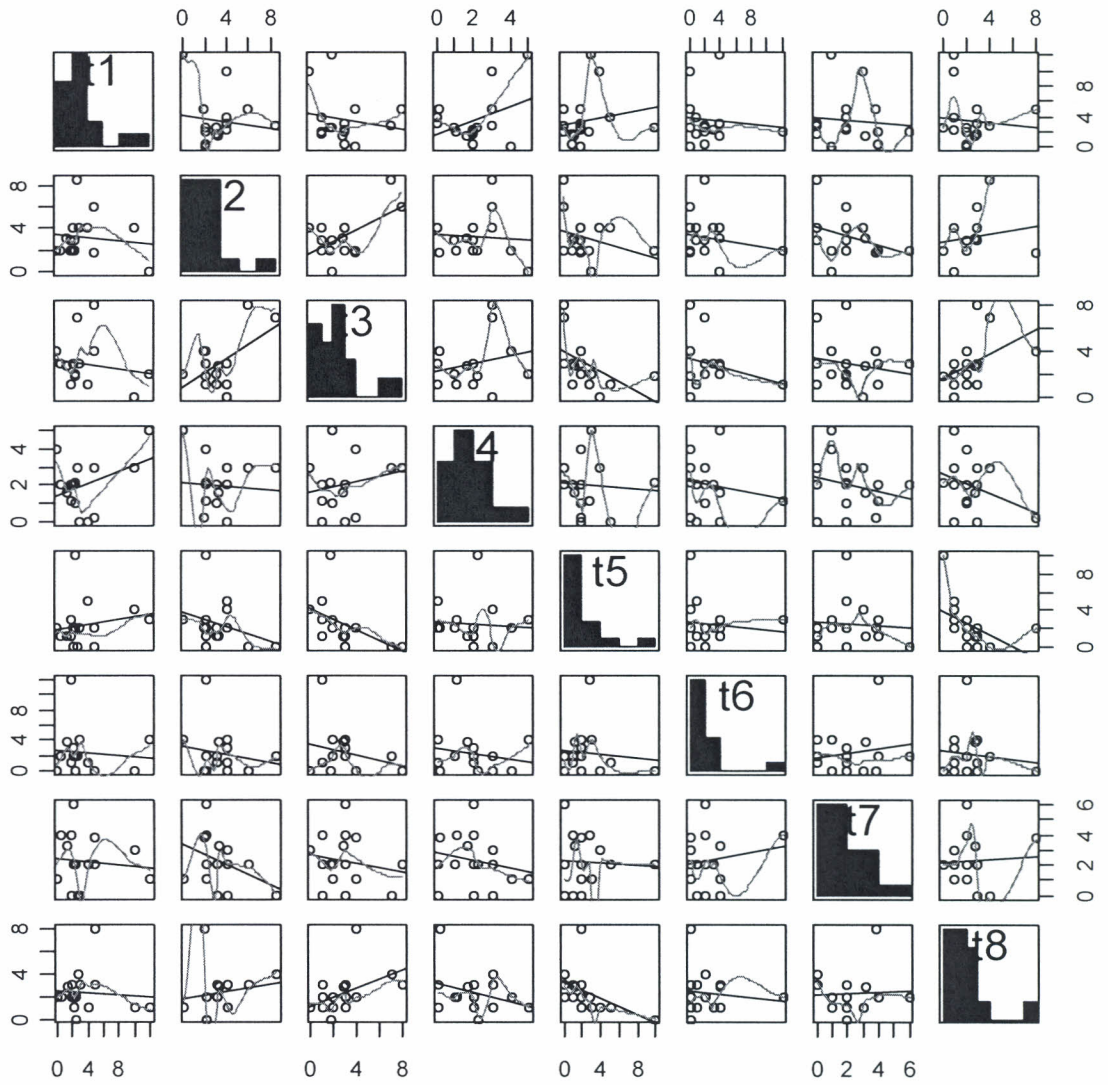 0 4 8 0 2 4 0 4 8 0 4 8
t1 0 4 8
0 4 8 2
t3 0 4 8
0 2 4 4
t5 0 4 8
0 4 8 t6
t7 0 2 4 6
0 4 8 t8
0 4 8 0 4 8 0 4 8 0 2 4 6